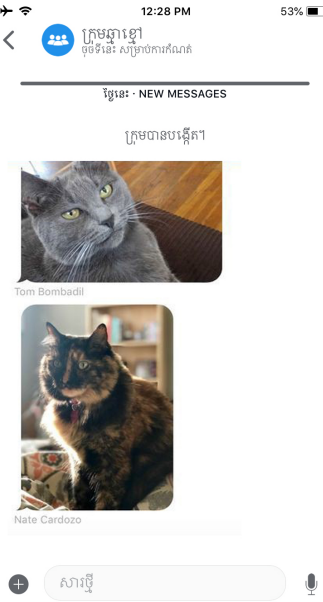 12:28 PM
53%
ក្រុមឆ្មាខ្មៅ
ចុចទីនេះ សម្រាប់ការកំណត់
ថ្ងៃនេះ · NEW MESSAGES
ក្រុមបានបង្កើត។
Tom Bombadil
Nate Cardozo
សារថ្មី